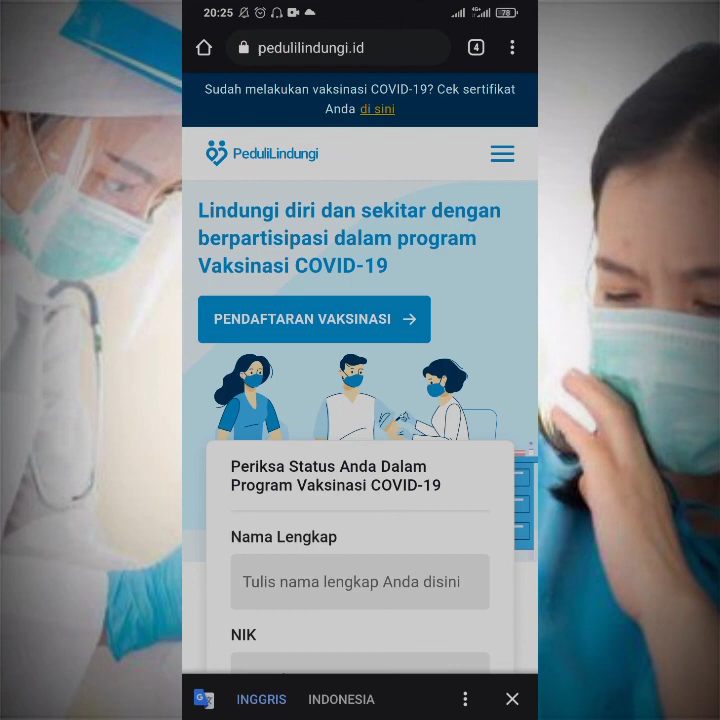 20:25
4G+
78
pedulilindungi.id
4
Sudah melakukan vaksinasi COVID-19? Cek sertifikat
Anda di sini
PeduliLindungi
Lindungi diri dan sekitar dengan
berpartisipasi dalam program
Vaksinasi COVID-19
PENDAFTARAN VAKSINASI
Periksa Status Anda Dalam
Program Vaksinasi COVID-19
Nama Lengkap
Tulis nama lengkap Anda disini
NIK
G
INGGRIS
INDONESIA